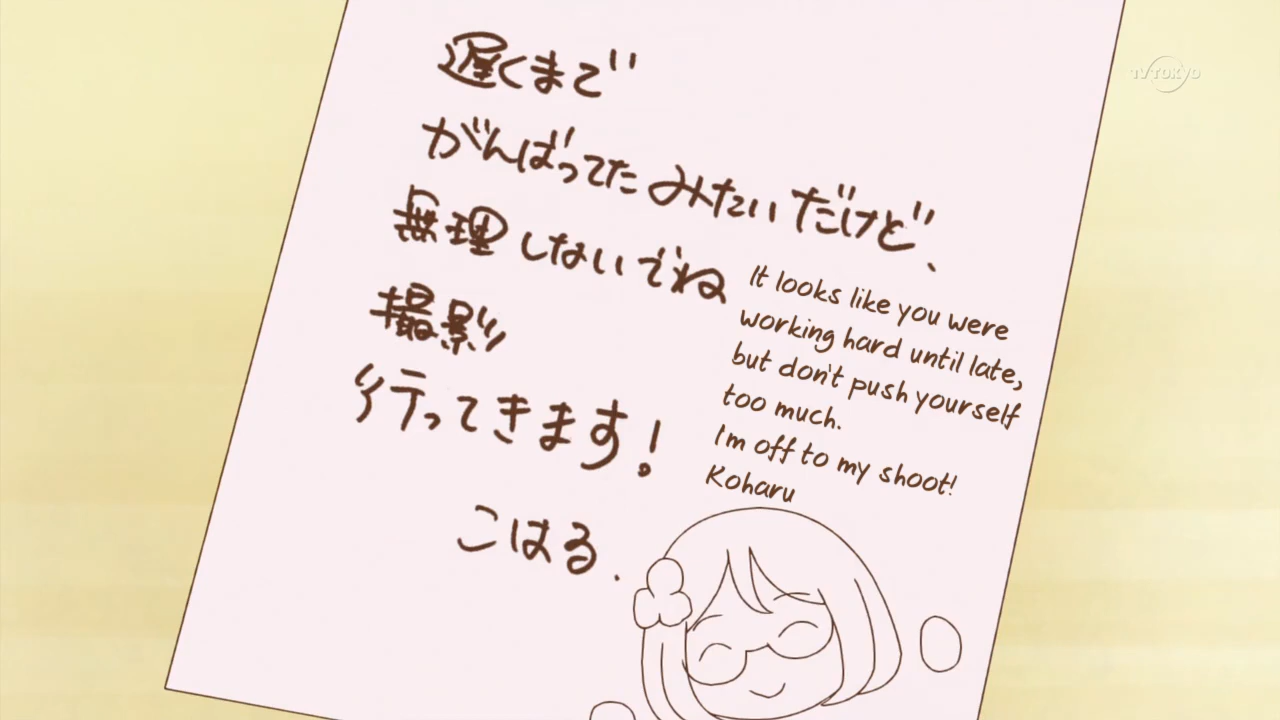 遅くまで
がんばってたみたいだけど、
無理しないでね
撮影
行ってきます!
こはる.
It looks like you were
working hard until late,
but don't push yourself
too much.
I'm off to my shoot!
Koharu
TV TOKYO